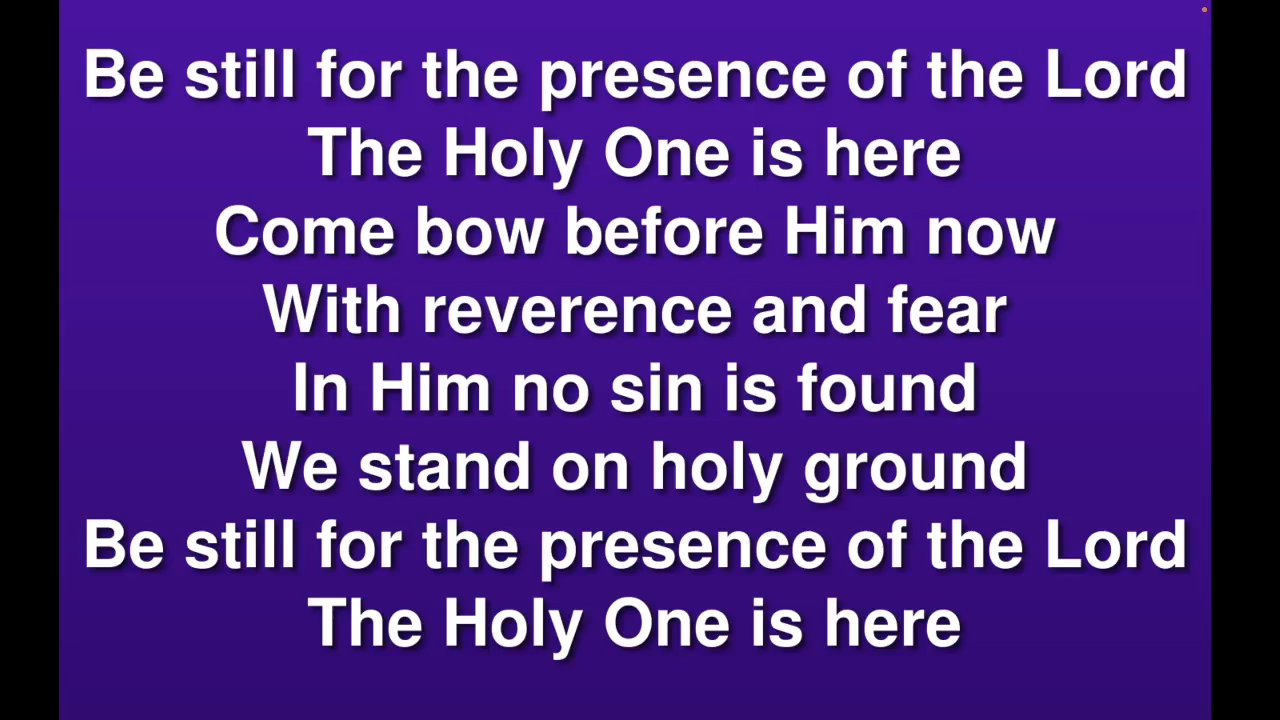 Be still for the presence of the Lord
The Holy One is here
Come bow before Him now
With reverence and fear
In Him no sin is found
We stand on holy ground
Be still for the presence of the Lord
The Holy One is here